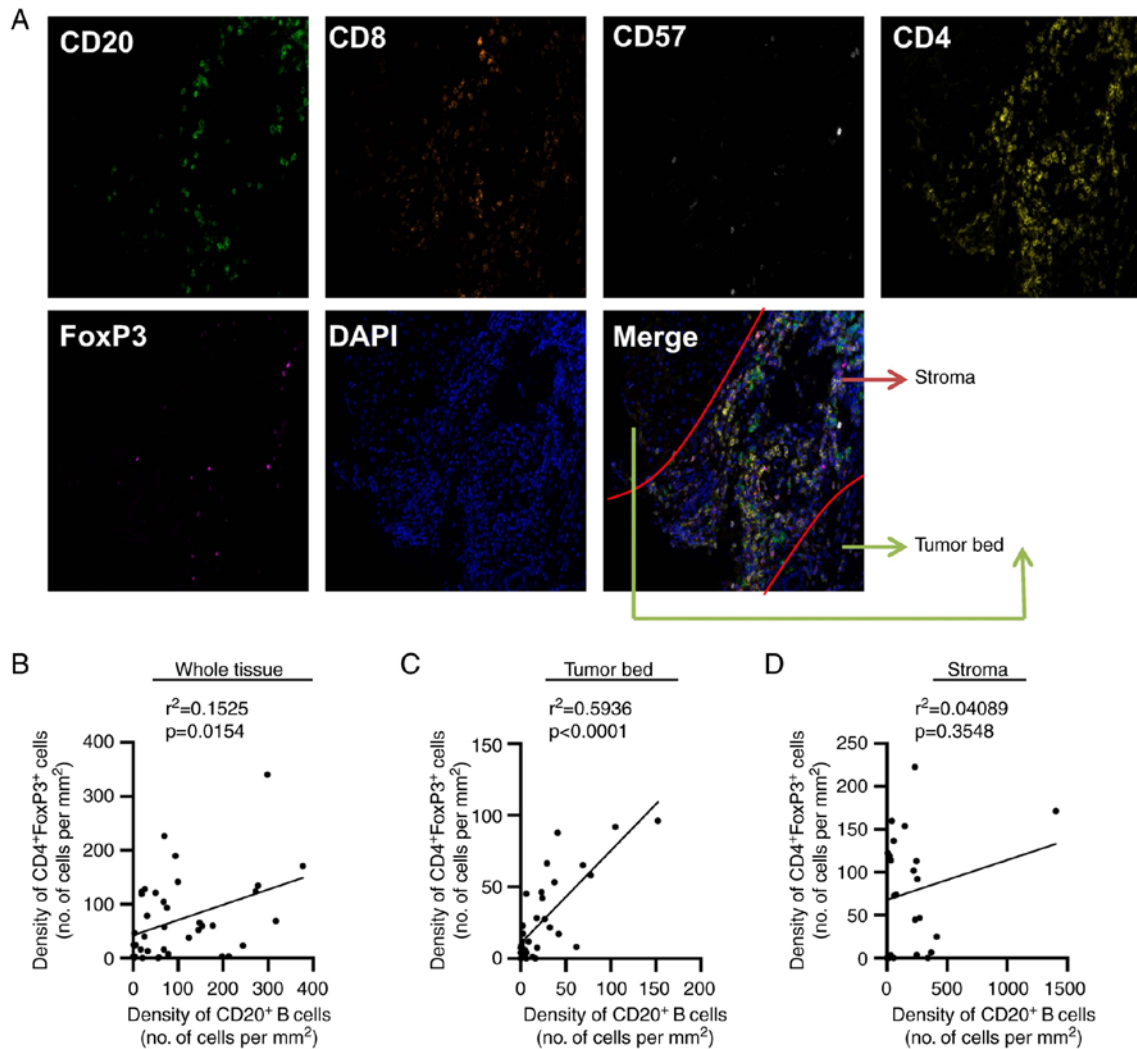 A
CD20
CD8
CD57
CD4
FoxP3
DAPI
Merge
Stroma
Tumor bed
B
Whole tissue
r²=0.1525
p=0.0154
Density of CD4⁺FoxP3⁺ cells
(no. of cells per mm²)
400
300
200
100
0
0 100 200 300 400
Density of CD20⁺ B cells
(no. of cells per mm²)
C
Tumor bed
r²=0.5936
p<0.0001
Density of CD4⁺FoxP3⁺ cells
(no. of cells per mm²)
150
100
50
0
0 50 100 150 200
Density of CD20⁺ B cells
(no. of cells per mm²)
D
Stroma
r²=0.04089
p=0.3548
Density of CD4⁺FoxP3⁺ cells
(no. of cells per mm²)
250
200
150
100
50
0
0 500 1000 1500
Density of CD20⁺ B cells
(no. of cells per mm²)